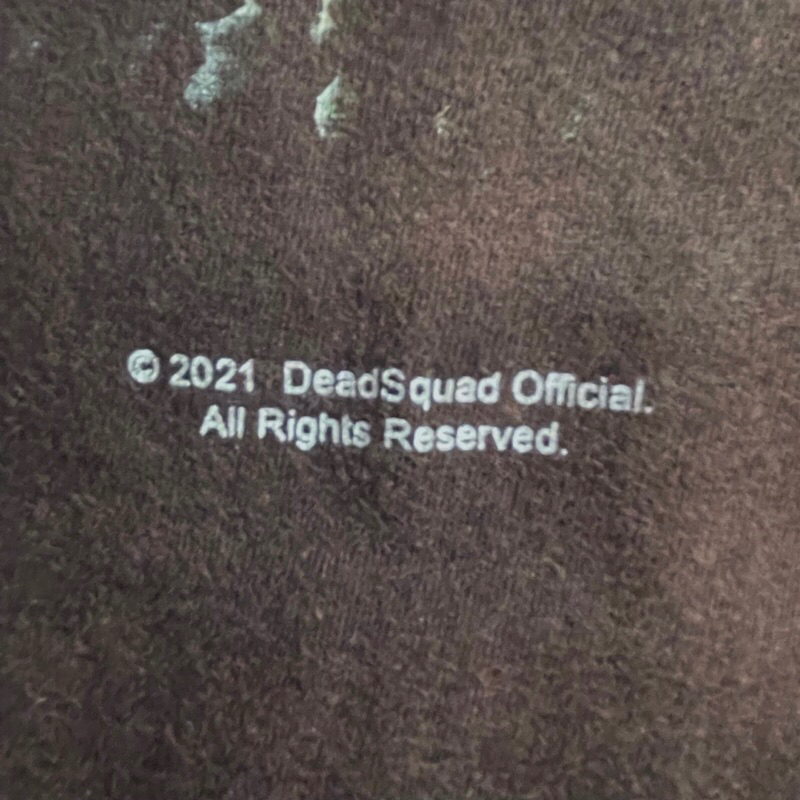 © 2021 DeadSquad Official.
All Rights Reserved.